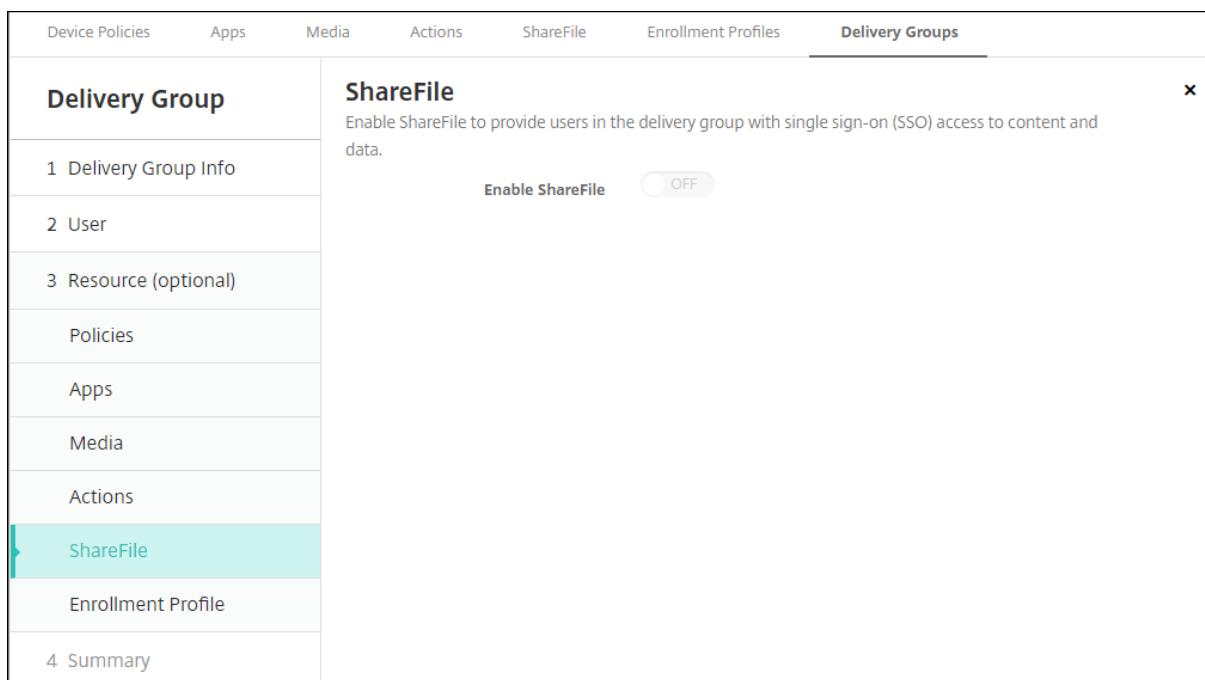 Device Policies Apps Media Actions ShareFile Enrollment Profiles Delivery Groups
Delivery Group
1 Delivery Group Info
2 User
3 Resource (optional)
Policies
Apps
Media
Actions
ShareFile
Enrollment Profile
4 Summary
ShareFile
Enable ShareFile to provide users in the delivery group with single sign-on (SSO) access to content and
data.
Enable ShareFile OFF